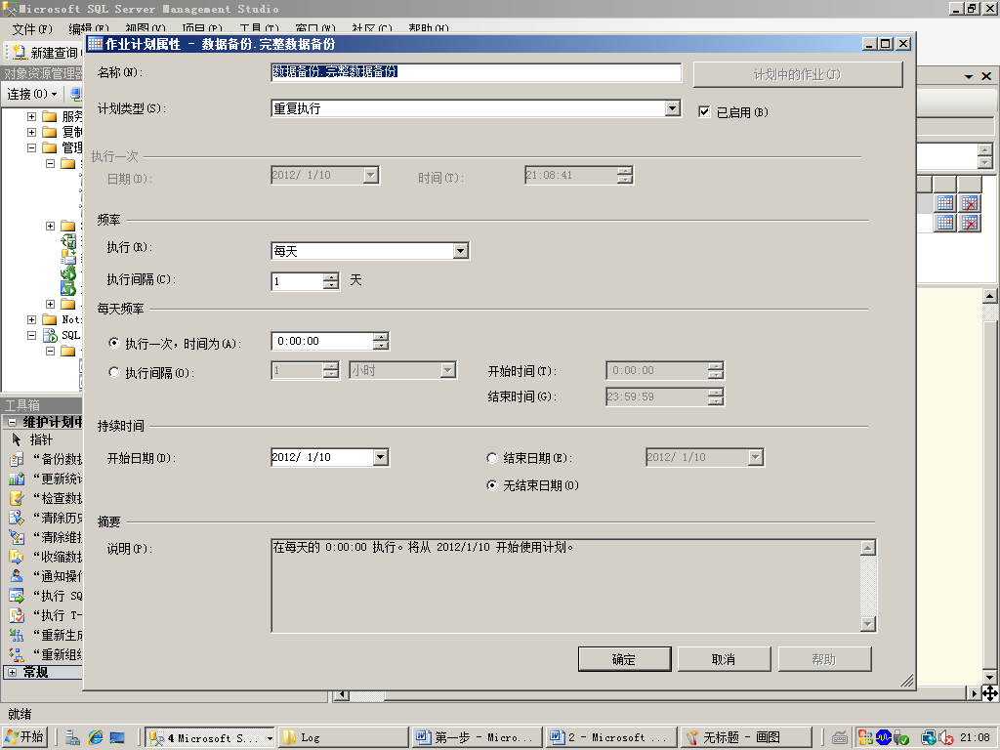 Microsoft SQL Server Management Studio
文件(F) 编辑(E) 视图(V) 项目(P) 工具(T) 窗口(W) 社区(C) 帮助(H)
新建查询
对象资源管理器
连接(O)
作业计划属性 - 数据备份.完整数据备份
名称(N):
数据备份.完整数据备份
计划中的作业(J)
计划类型(S):
重复执行
已启用(B)
执行一次
日期(D):
2012/ 1/10
时间(T):
21:08:41
频率
执行(R):
每天
执行间隔(C):
1
天
每天频率
执行一次，时间为(A):
0:00:00
执行间隔(O):
1
小时
开始时间(T):
0:00:00
结束时间(G):
23:59:59
持续时间
开始日期(D):
2012/ 1/10
结束日期(E):
2012/ 1/10
无结束日期(O)
摘要
说明(P):
在每天的 0:00:00 执行。将从 2012/1/10 开始使用计划。
确定
取消
帮助
服务
复制
管理
Not
SQL
工具箱
维护计划中
指针
“备份数据
“更新统计
“检查数据
“清除历史
“清除维护
“收缩数据
“通知操作
“执行 SQ
“执行 T-
“重新生成
“重新组织
常规
就绪
开始
4 Microsoft S...
Log
第一步 - Micro...
2 - Microsoft ...
无标题 - 画图
21:08